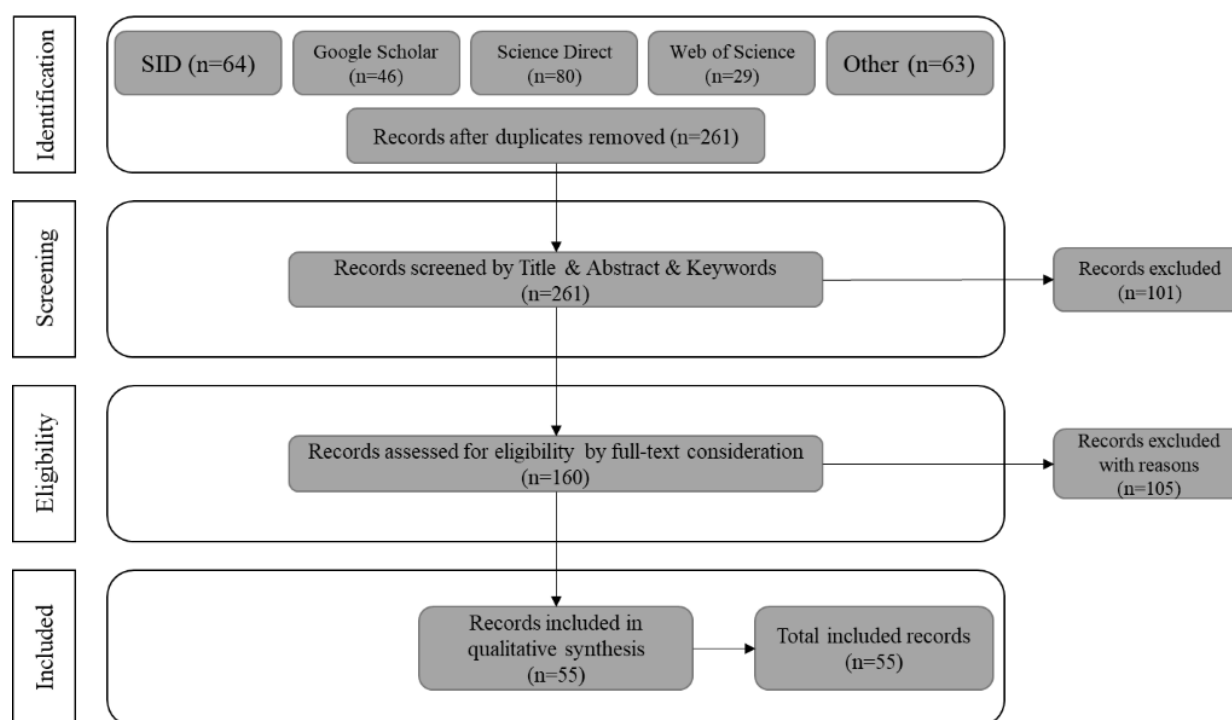 Identification
SID (n=64)
Google Scholar
(n=46)
Science Direct
(n=80)
Web of Science
(n=29)
Other (n=63)
Records after duplicates removed (n=261)
Screening
Records screened by Title & Abstract & Keywords
(n=261)
Records excluded
(n=101)
Eligibility
Records assessed for eligibility by full-text consideration
(n=160)
Records excluded
with reasons
(n=105)
Included
Records included in
qualitative synthesis
(n=55)
Total included records
(n=55)